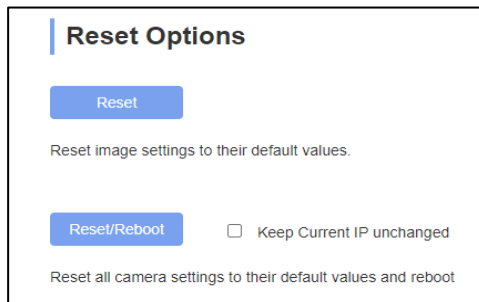 Reset Options
Reset
Reset image settings to their default values.
Reset/Reboot
Keep Current IP unchanged
Reset all camera settings to their default values and reboot